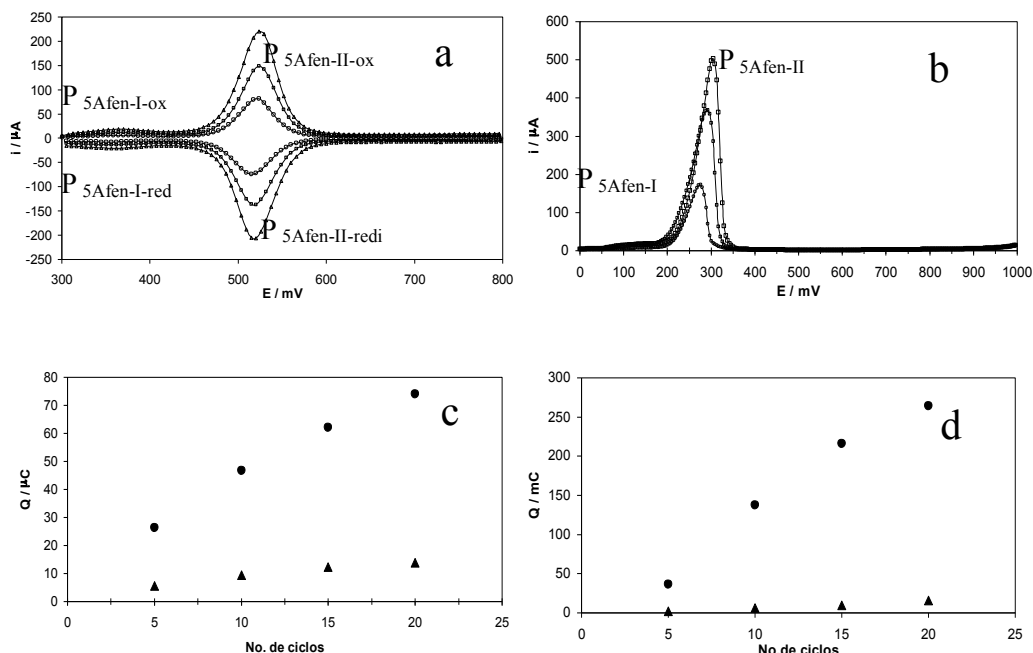 a
250
200
150
100
50
0
-50
-100
-150
-200
-250
i / µA
P 5Afen-II-ox
P 5Afen-I-ox
P 5Afen-I-red
P 5Afen-II-redi
300 400 500 600 700 800
E / mV
b
600
500
400
300
200
100
0
i / µA
P 5Afen-II
P 5Afen-I
0 100 200 300 400 500 600 700 800 900 1000
E / mV
c
80
70
60
50
40
30
20
10
0
Q / µC
0 5 10 15 20 25
No. de ciclos
d
300
250
200
150
100
50
0
Q / mC
0 5 10 15 20 25
No de ciclos